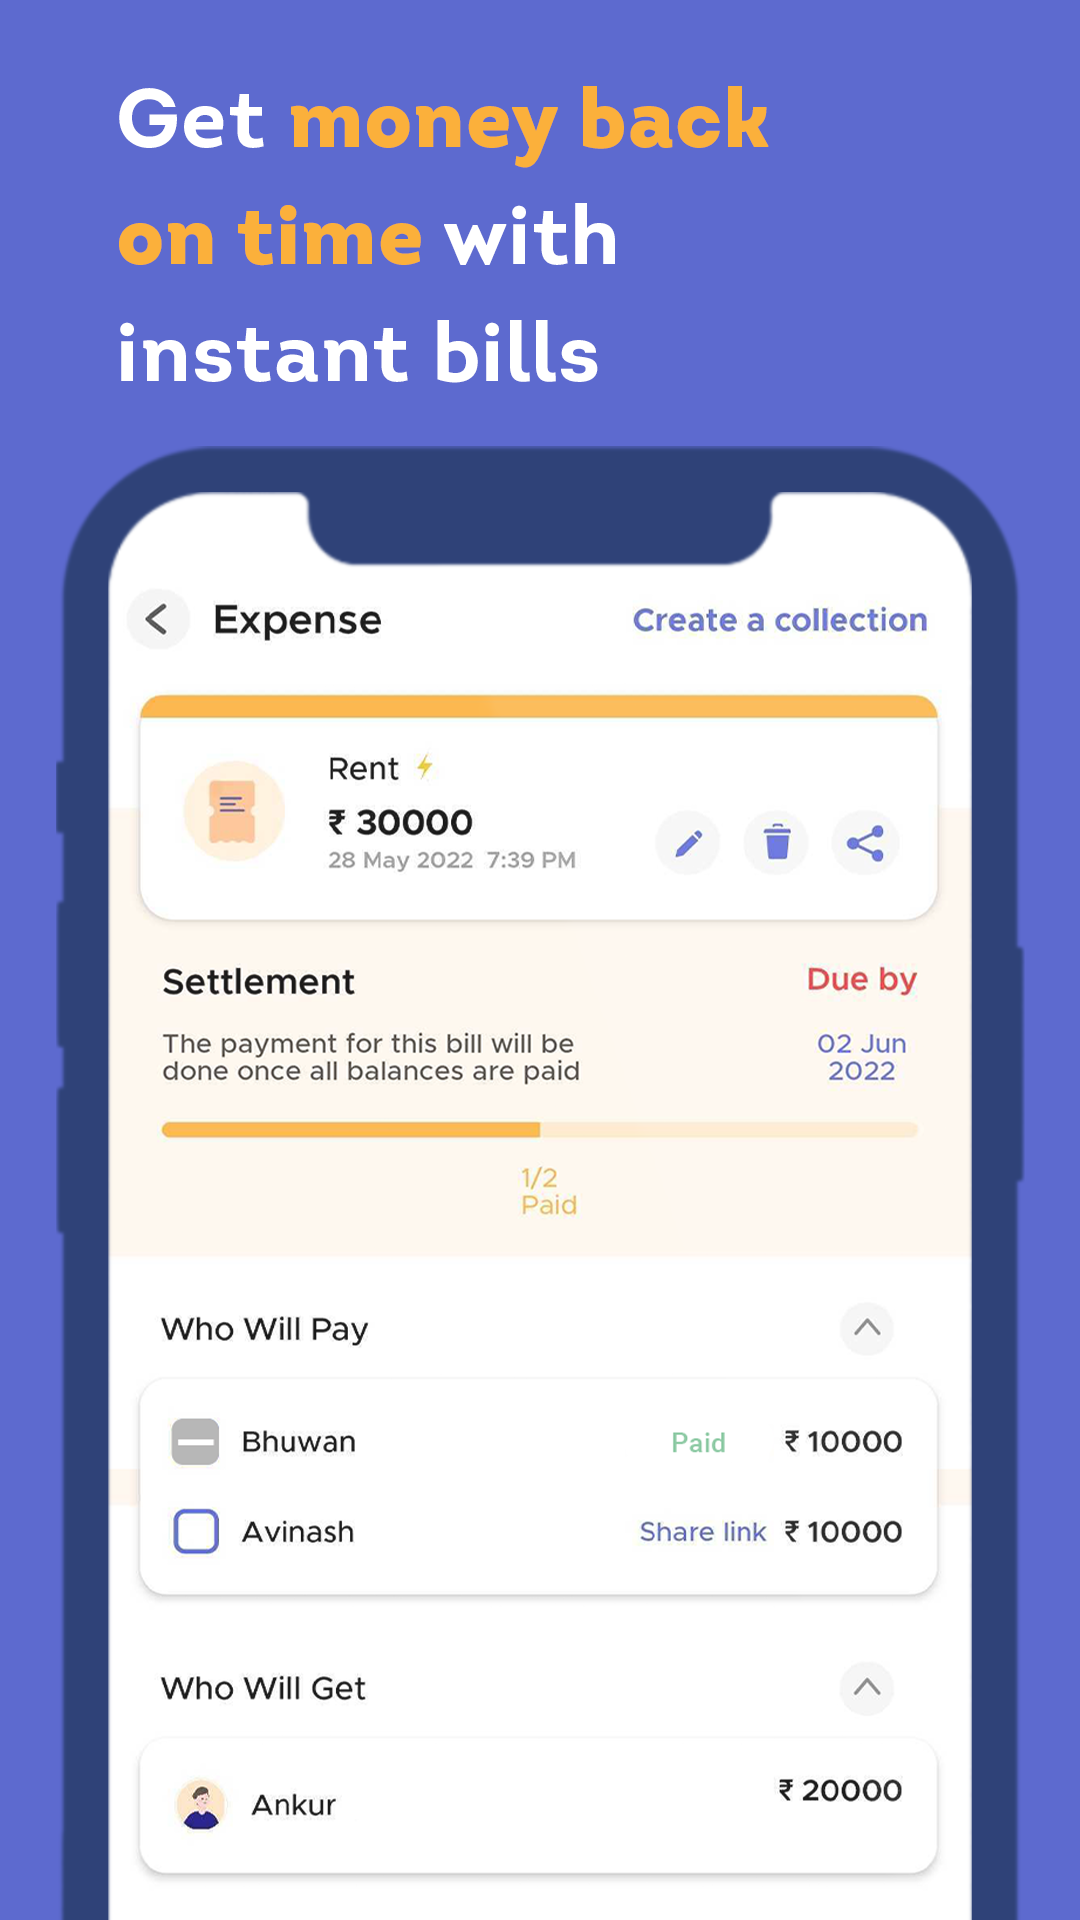 Get money back
on time with
instant bills
Expense
Create a collection
Rent
₹ 30000
28 May 2022 7:39 PM
Settlement
Due by
The payment for this bill will be
done once all balances are paid
02 Jun
2022
1/2
Paid
Who Will Pay
Bhuwan Paid ₹ 10000
Avinash Share link ₹ 10000
Who Will Get
Ankur ₹ 20000